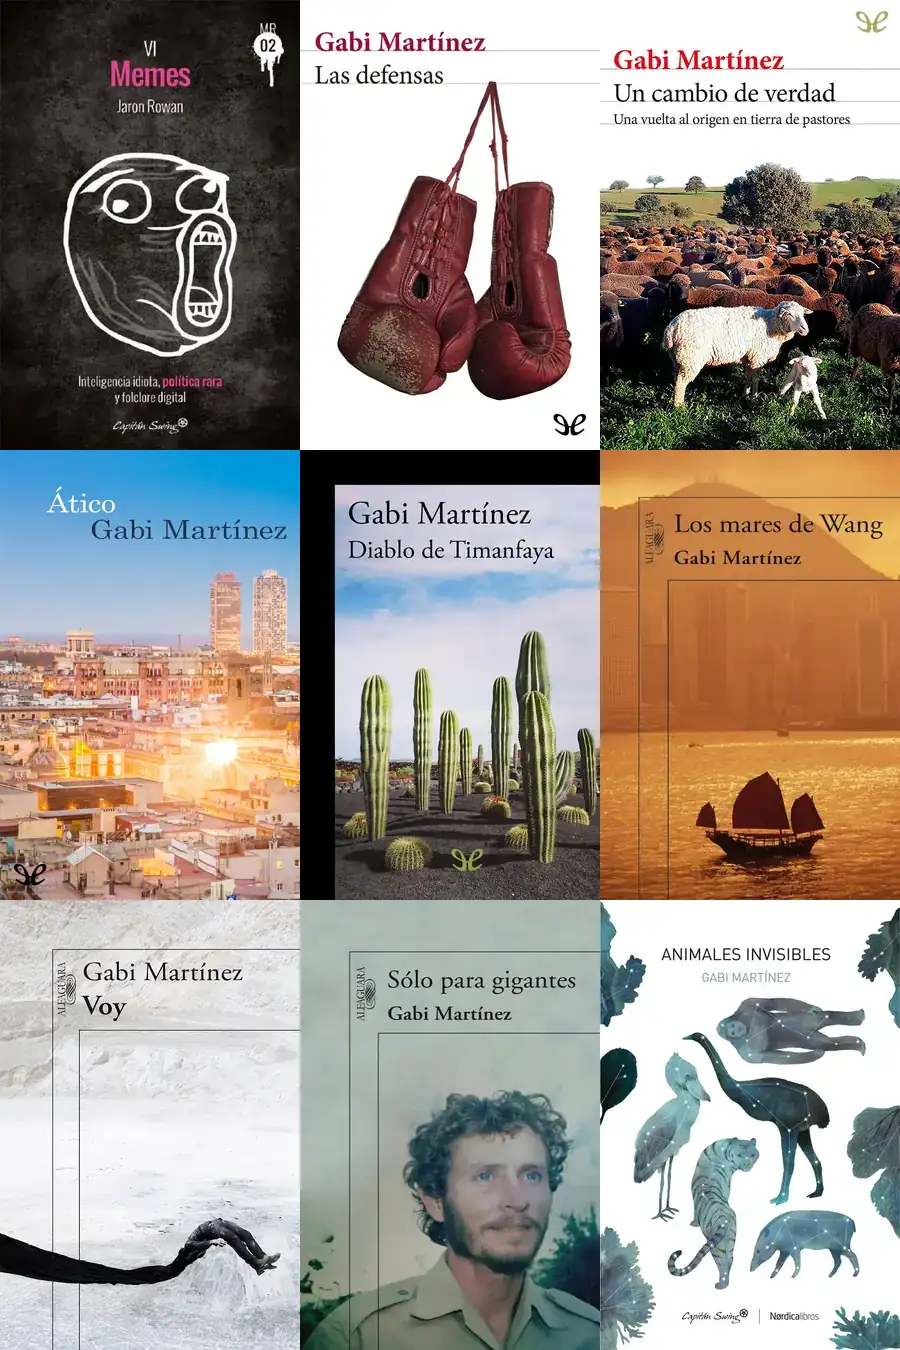 VI
Memes
Jaron Rowan
MR
02
Inteligencia idiota, política rara
y folclore digital
Capitán Swing
Gabi Martínez
Las defensas
Gabi Martínez
Un cambio de verdad
Una vuelta al origen en tierra de pastores
Ático
Gabi Martínez
Gabi Martínez
Diablo de Timanfaya
ALFAGUARA
Los mares de Wang
Gabi Martínez
ALFAGUARA
Gabi Martínez
Voy
ALFAGUARA
Sólo para gigantes
Gabi Martínez
ANIMALES INVISIBLES
GABI MARTÍNEZ
Capitán Swing
Nørdicalibros